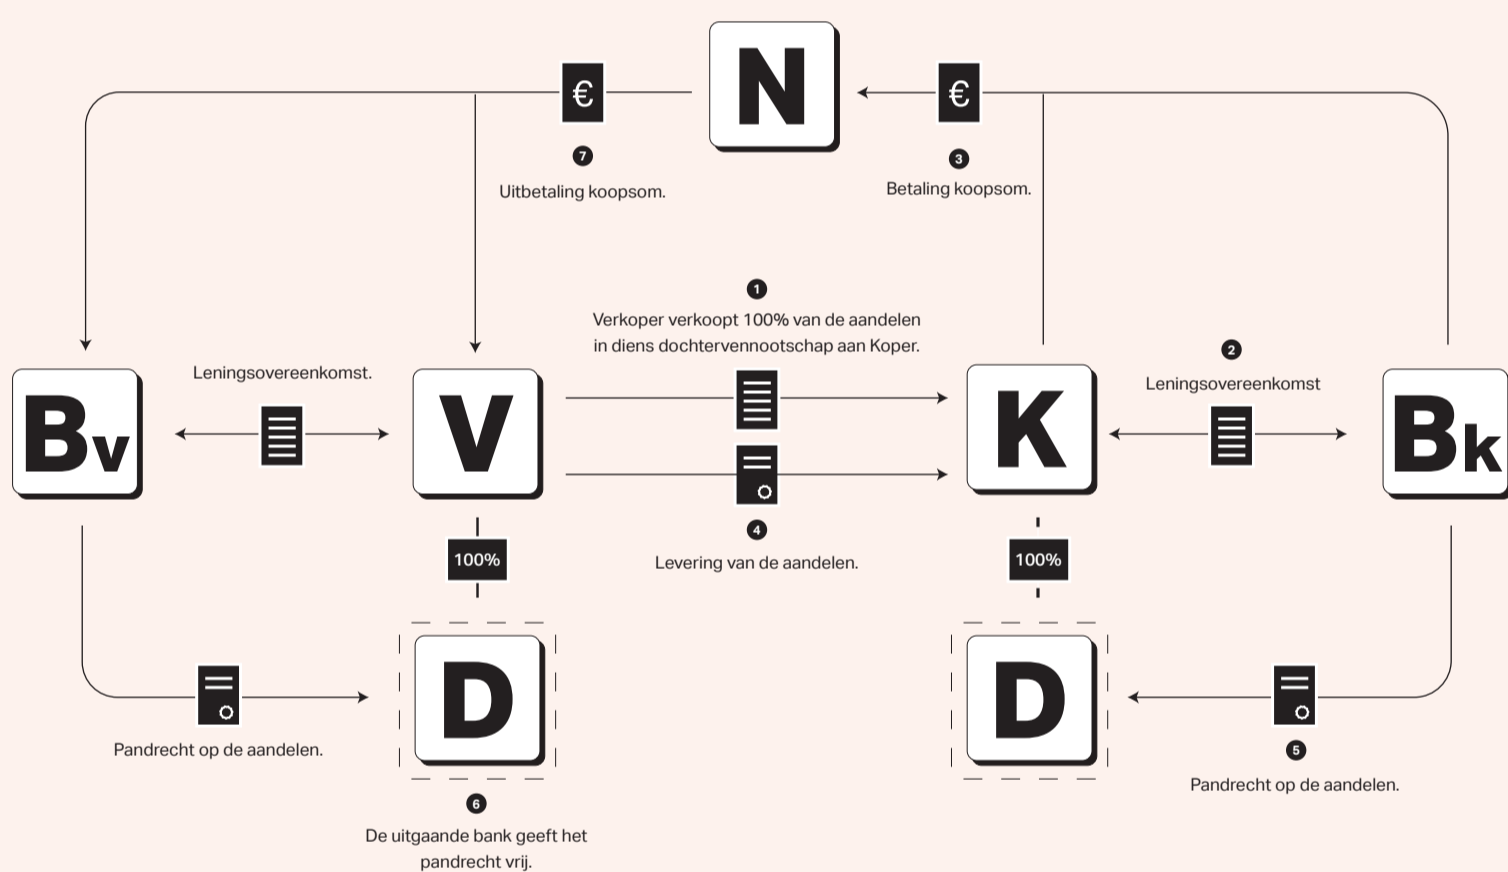 N
€
€
7
3
Uitbetaling koopsom.
Betaling koopsom.
1
Verkoper verkoopt 100% van de aandelen
in diens dochtervennootschap aan Koper.
2
Leningsovereenkomst.
Leningsovereenkomst
Bv
V
K
Bk
4
Levering van de aandelen.
100%
100%
D
D
Pandrecht op de aandelen.
5
Pandrecht op de aandelen.
6
De uitgaande bank geeft het
pandrecht vrij.